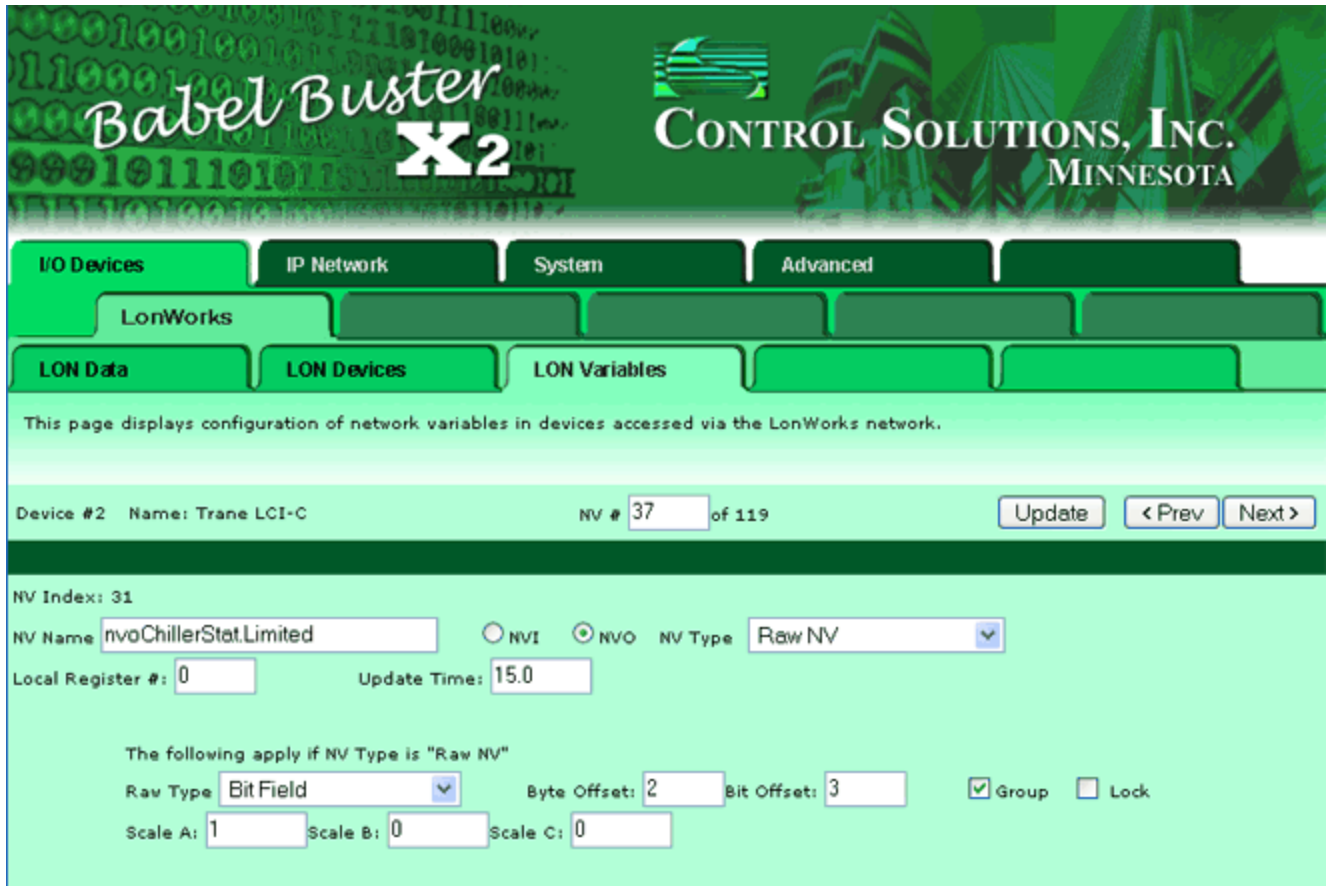 Babel Buster
X2
CONTROL SOLUTIONS, INC.
MINNESOTA
I/O Devices IP Network System Advanced
LonWorks
LON Data LON Devices LON Variables
This page displays configuration of network variables in devices accessed via the LonWorks network.
Device #2 Name: Trane LCI-C NV # 37 of 119 Update < Prev Next >
NV Index: 31
NV Name nvoChillerStat.Limited NVI NVO NV Type Raw NV
Local Register #: 0 Update Time: 15.0
The following apply if NV Type is "Raw NV"
Raw Type Bit Field Byte Offset: 2 Bit Offset: 3 Group Lock
Scale A: 1 Scale B: 0 Scale C: 0